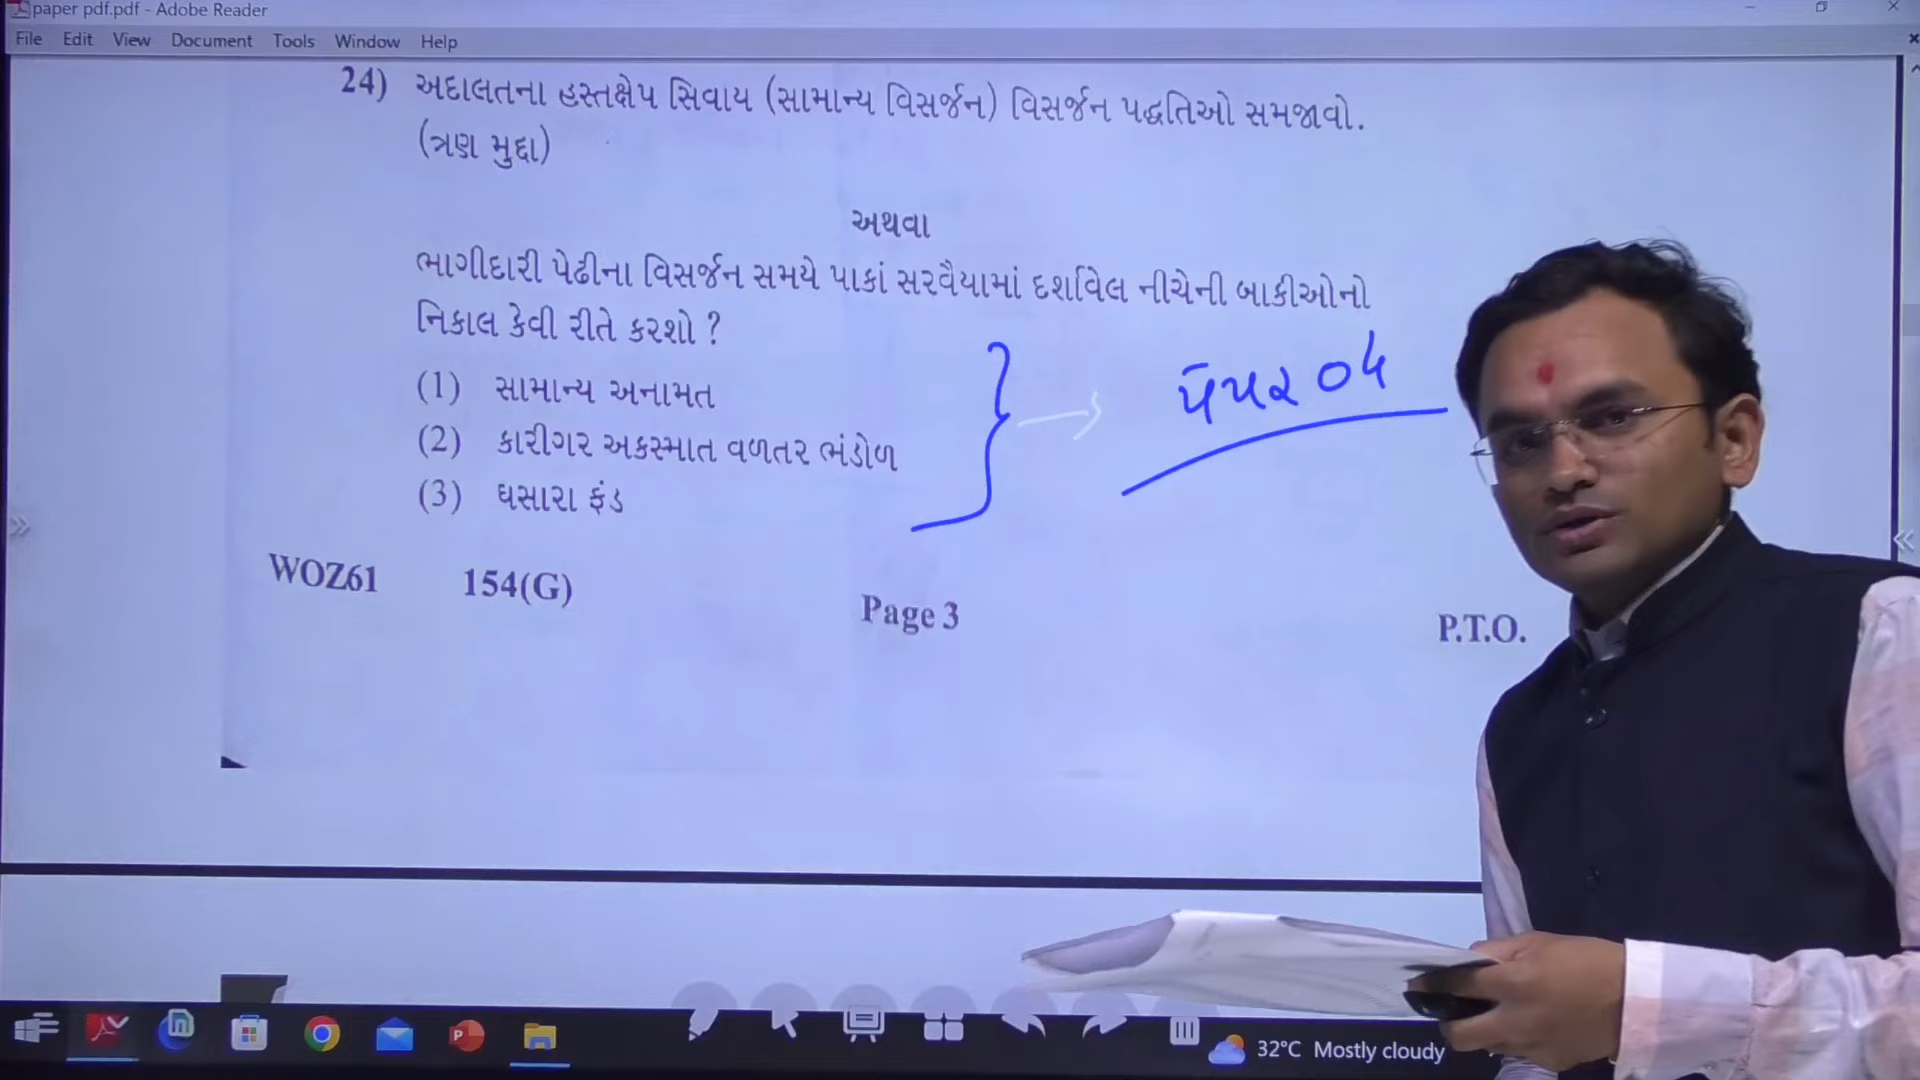 paper pdf.pdf - Adobe Reader
File Edit View Document Tools Window Help
24) અદાલતના હસ્તક્ષેપ સિવાય (સામાન્ય વિસર્જન) વિસર્જન પદ્ધતિઓ સમજાવો.
(ત્રણ મુદ્દા)
અથવા
ભાગીદારી પેઢીના વિસર્જન સમયે પાકાં સરવૈયામાં દર્શાવેલ નીચેની બાકીઓનો
નિકાલ કેવી રીતે કરશો ?
(1) સામાન્ય અનામત
(2) કારીગર અકસ્માત વળતર ભંડોળ
(3) ઘસારા ફંડ
પેપર
WOZ61 154(G) Page 3 P.T.O.
32°C Mostly cloudy